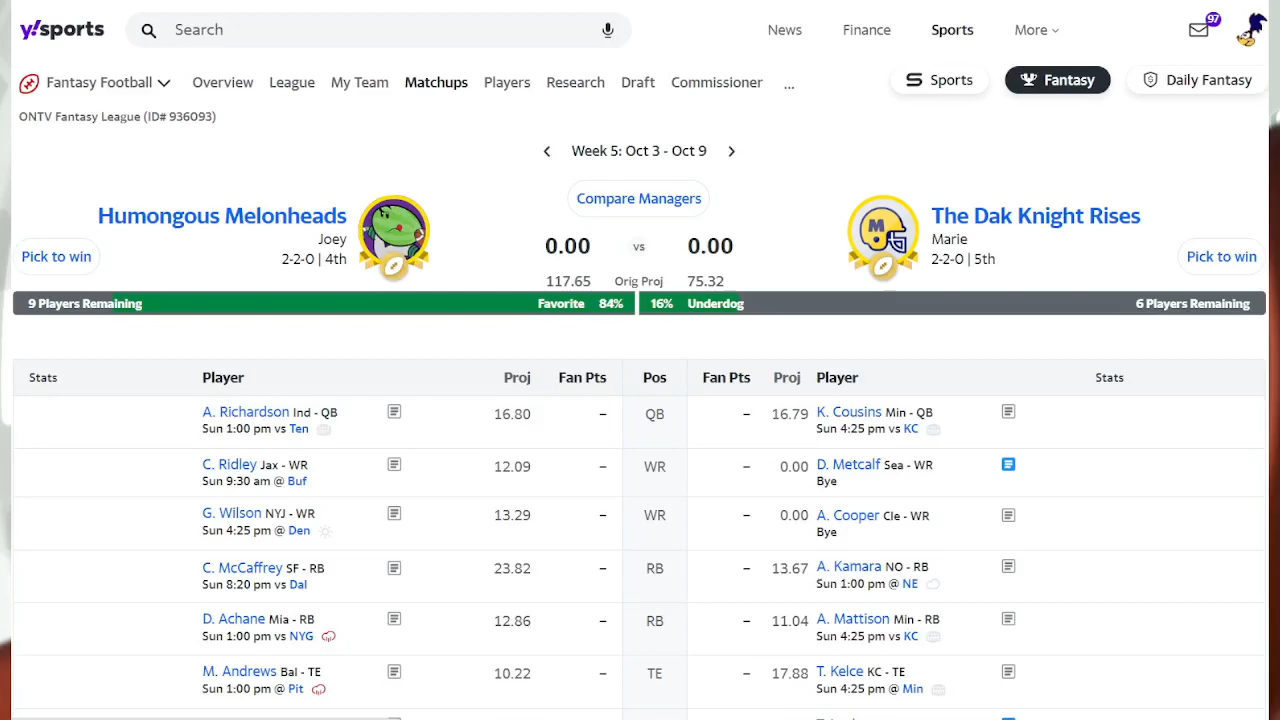 y!sports
Search
News Finance Sports More
97
Fantasy Football Overview League My Team Matchups Players Research Draft Commissioner ...
Sports Fantasy Daily Fantasy
ONTV Fantasy League (ID# 936093)
Week 5: Oct 3 - Oct 9
Compare Managers
Humongous Melonheads
Joey
2-2-0 | 4th
Pick to win
0.00 vs 0.00
117.65 Orig Proj 75.32
M
The Dak Knight Rises
Marie
2-2-0 | 5th
Pick to win
9 Players Remaining Favorite 84% 16% Underdog 6 Players Remaining
Stats Player Proj Fan Pts Pos Fan Pts Proj Player Stats
A. Richardson Ind - QB 16.80 – QB – 16.79 K. Cousins Min - QB
Sun 1:00 pm vs Ten Sun 4:25 pm vs KC
C. Ridley Jax - WR 12.09 – WR – 0.00 D. Metcalf Sea - WR
Sun 9:30 am @ Buf Bye
G. Wilson NYJ - WR 13.29 – WR – 0.00 A. Cooper Cle - WR
Sun 4:25 pm @ Den Bye
C. McCaffrey SF - RB 23.82 – RB – 13.67 A. Kamara NO - RB
Sun 8:20 pm vs Dal Sun 1:00 pm @ NE
D. Achane Mia - RB 12.86 – RB – 11.04 A. Mattison Min - RB
Sun 1:00 pm vs NYG Sun 4:25 pm vs KC
M. Andrews Bal - TE 10.22 – TE – 17.88 T. Kelce KC - TE
Sun 1:00 pm @ Pit Sun 4:25 pm @ Min